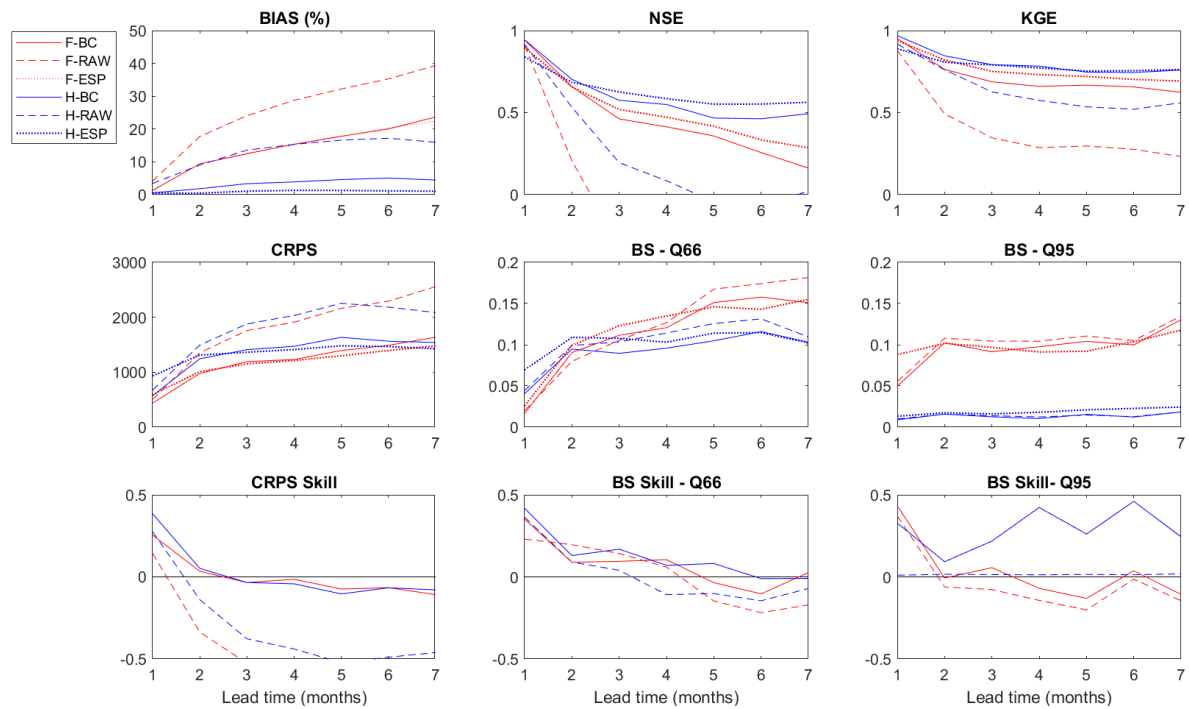 BIAS (%)
NSE
KGE
F-BC
F-RAW
F-ESP
H-BC
H-RAW
H-ESP
50
40
30
20
10
0
1 2 3 4 5 6 7
1
0.5
0
1 2 3 4 5 6 7
1
0.5
0
1 2 3 4 5 6 7
CRPS
BS - Q66
BS - Q95
3000
2000
1000
0
1 2 3 4 5 6 7
0.2
0.15
0.1
0.05
0
1 2 3 4 5 6 7
0.2
0.15
0.1
0.05
0
1 2 3 4 5 6 7
CRPS Skill
BS Skill - Q66
BS Skill- Q95
0.5
0
-0.5
1 2 3 4 5 6 7
Lead time (months)
0.5
0
-0.5
1 2 3 4 5 6 7
Lead time (months)
0.5
0
-0.5
1 2 3 4 5 6 7
Lead time (months)